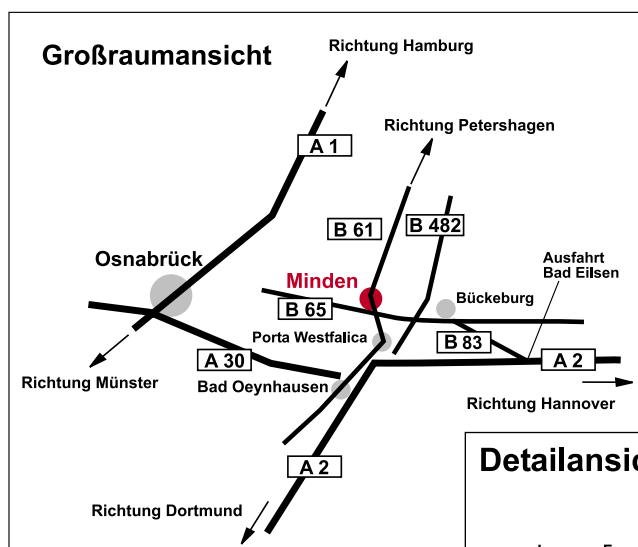 Großraumansicht
Richtung Hamburg
A 1
Richtung Petershagen
B 61
B 482
Osnabrück
Minden
Ausfahrt
Bad Eilsen
B 65
Bückeburg
Porta Westfalica
B 83
A 30
A 2
Richtung Münster
Bad Oeynhausen
Richtung Hannover
A 2
Detailansic
Richtung Dortmund